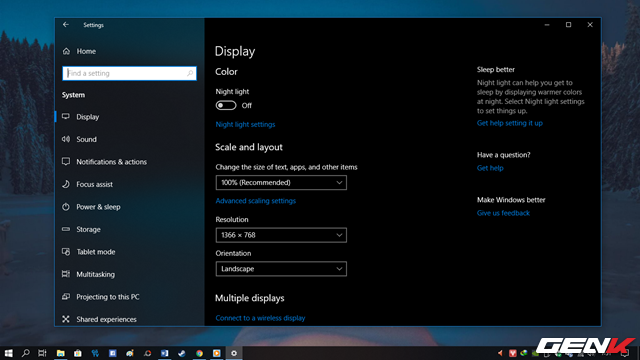 Settings
Home
Find a setting
System
Display
Sound
Notifications & actions
Focus assist
Power & sleep
Storage
Tablet mode
Multitasking
Projecting to this PC
Shared experiences
Display
Color
Night light
Off
Night light settings
Scale and layout
Change the size of text, apps, and other items
100% (Recommended)
Advanced scaling settings
Resolution
1366 × 768
Orientation
Landscape
Multiple displays
Connect to a wireless display
Sleep better
Night light can help you get to
sleep by displaying warmer colors
at night. Select Night light settings
to set things up.
Get help setting it up
Have a question?
Get help
Make Windows better
Give us feedback
GENK